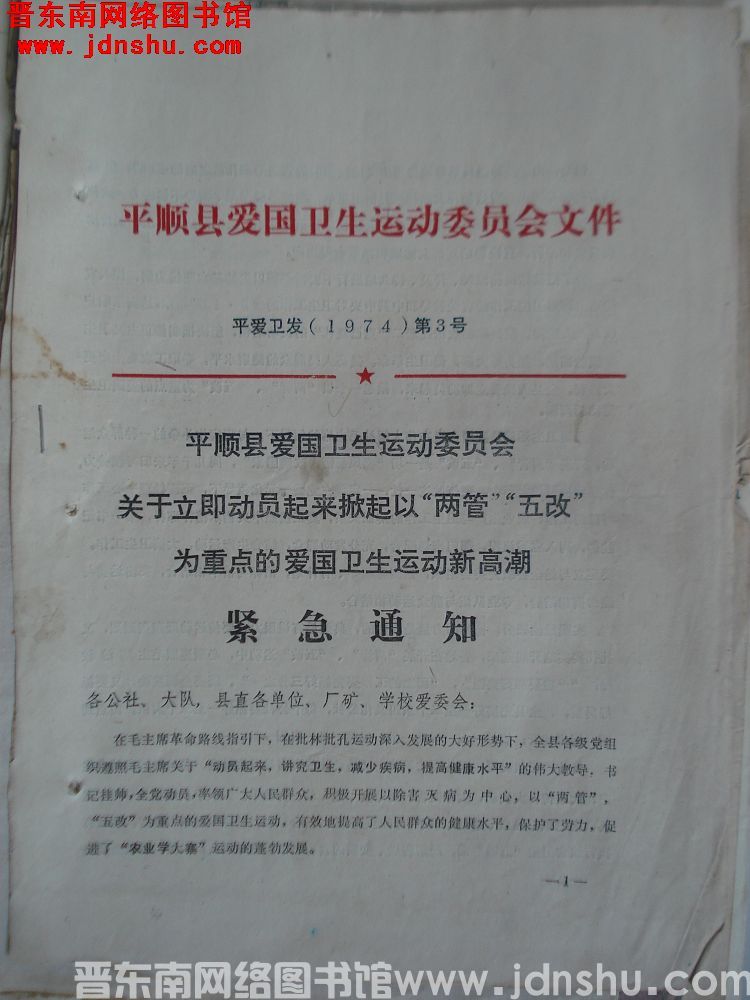 晋东南网络图书馆
www.jdnshu.com
平顺县爱国卫生运动委员会文件
平爱卫发(1974)第3号
平顺县爱国卫生运动委员会
关于立即动员起来掀起以“两管”“五改”
为重点的爱国卫生运动新高潮
紧急通知
各公社、大队,县直各单位、厂矿、学校爱委会:
在毛主席革命路线指引下,在批林批孔运动深入发展的大好形势下,全县各级党组
织遵照毛主席关于“动员起来,讲究卫生,减少疾病,提高健康水平”的伟大教导,书
记挂帅,全党动员,率领广大人民群众,积极开展以除害灭病为中心,以“两管”,
“五改”为重点的爱国卫生运动,有效地提高了人民群众的健康水平,保护了劳力,促
进了“农业学大寨”运动的蓬勃发展。
—1—
晋东南网络图书馆www.jdnshu.com